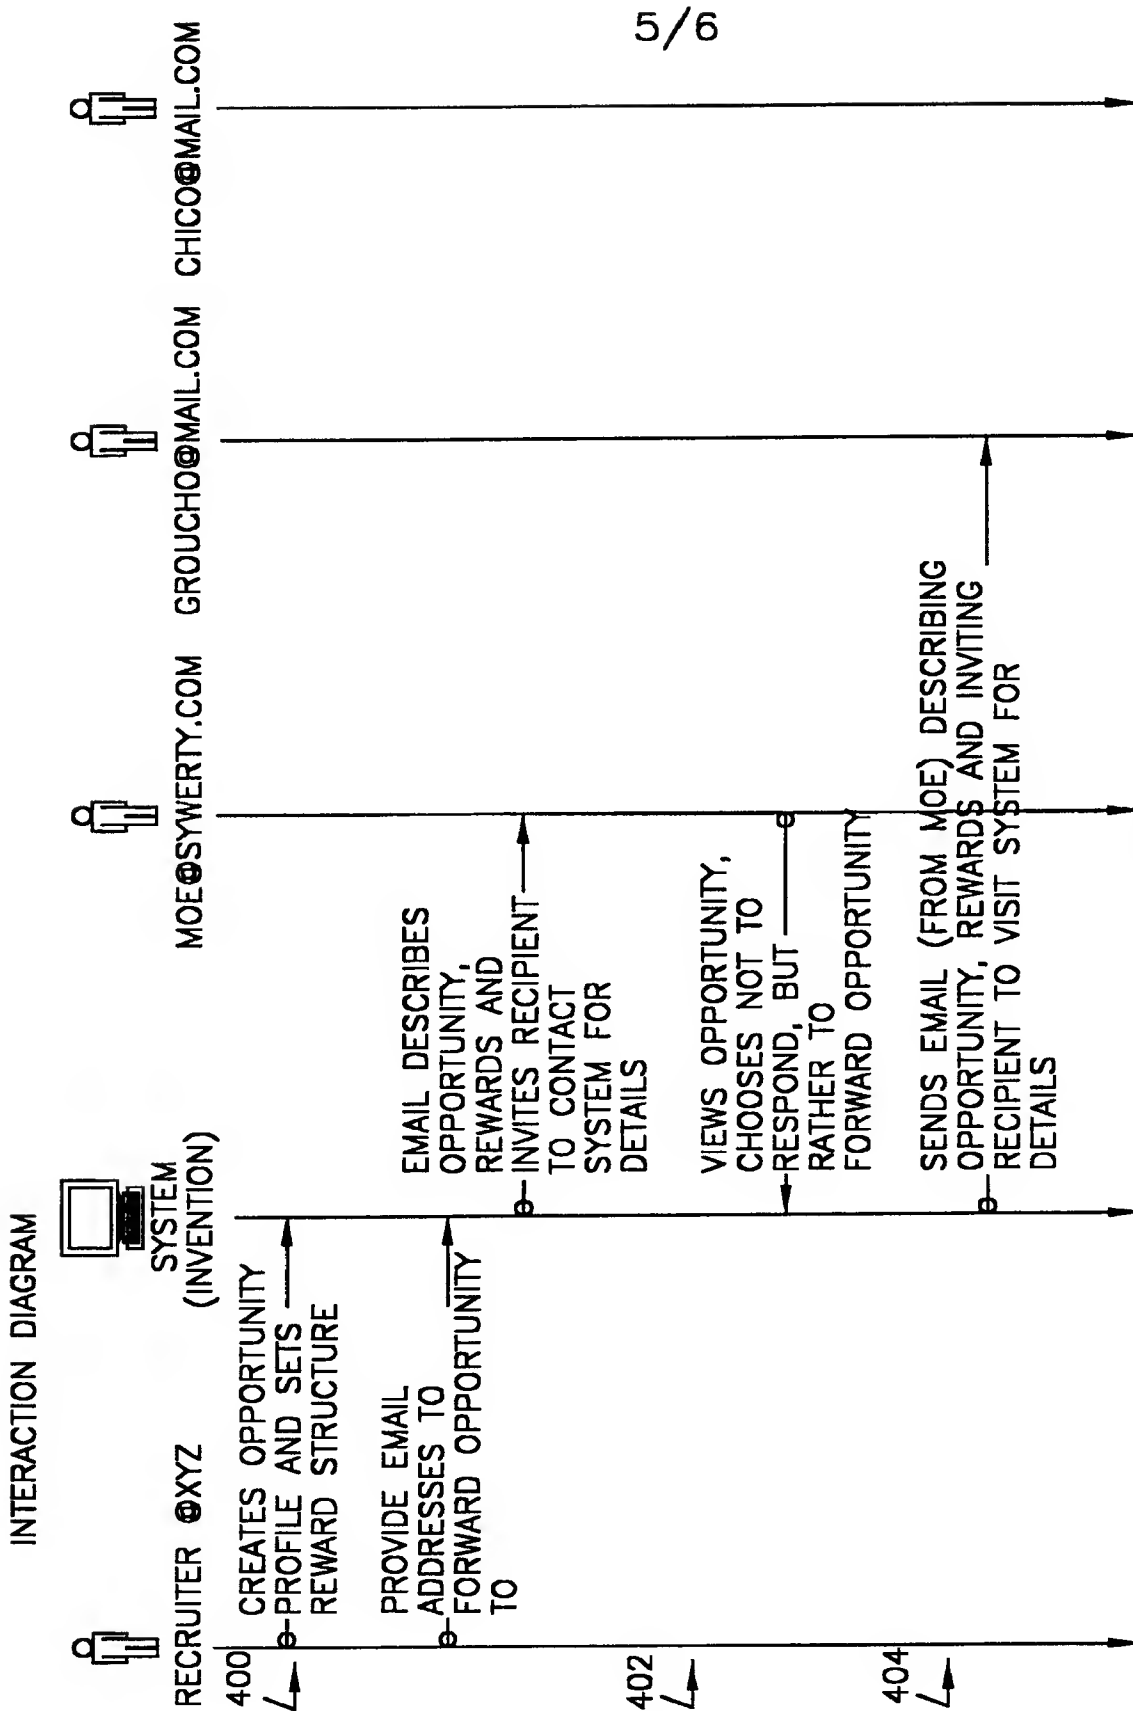 5/6
INTERACTION DIAGRAM
RECRUITER @XYZ
SYSTEM
(INVENTION)
MOE@SYWERTY.COM
GROUCHO@MAIL.COM
CHICO@MAIL.COM
400
CREATES OPPORTUNITY
PROFILE AND SETS
REWARD STRUCTURE
PROVIDE EMAIL
ADDRESSES TO
FORWARD OPPORTUNITY
TO
EMAIL DESCRIBES
OPPORTUNITY,
REWARDS AND
INVITES RECIPIENT
TO CONTACT
SYSTEM FOR
DETAILS
402
VIEWS OPPORTUNITY,
CHOOSES NOT TO
RESPOND, BUT
RATHER TO
FORWARD OPPORTUNITY
404
SENDS EMAIL (FROM MOE) DESCRIBING
OPPORTUNITY, REWARDS AND INVITING
RECIPIENT TO VISIT SYSTEM FOR
DETAILS